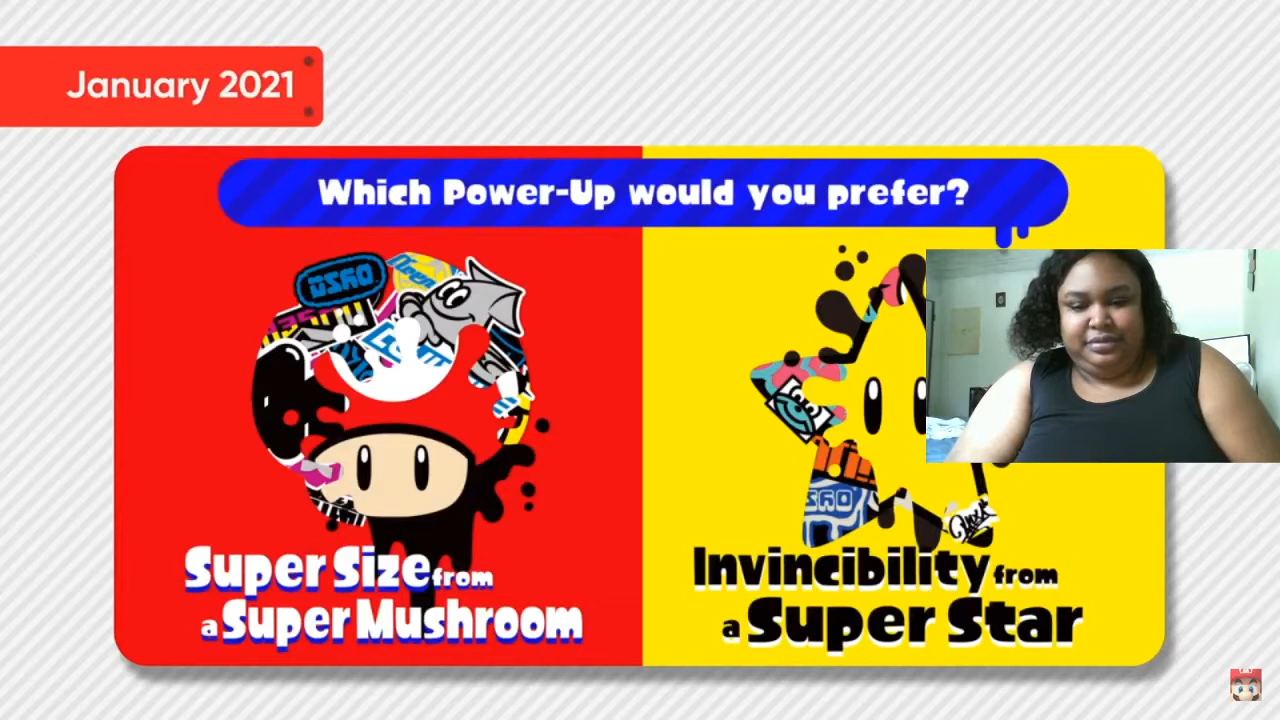 January 2021
Which Power-Up would you prefer?
Super Size from
a Super Mushroom
Invincibility from
a Super Star